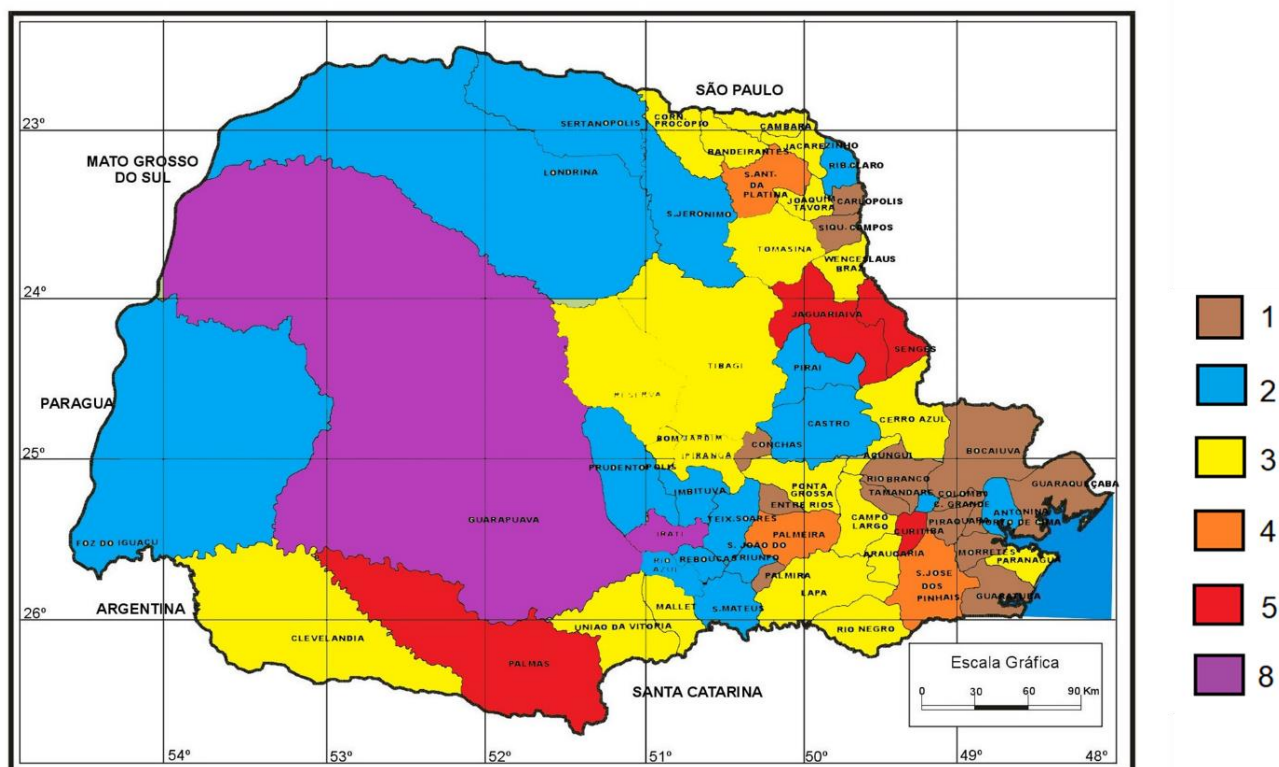 SÃO PAULO
23º
CORN.
PROCOPIO
CAMBARA
SERTANOPOLIS
BANDEIRANTES
JACAREZINHO
MATO GROSSO
DO SUL
RIB.CLARO
LONDRINA
S.ANT.
DA
PLATINA
JOAQUIM
TAVORA
CARLOPOLIS
S.JERONIMO
SIQU.CAMPOS
TOMASINA
WENCESLAUS
BRAZ
24º
JAGUARIAIVA
SENGES
1
TIBAGI
PIRAI
2
RESERVA
PARAGUA
CASTRO
CERRO AZUL
3
BOM JARDIM
CONCHAS
BOCAIUVA
25º
IPIRANGA
AÇUNGUI
PRUDENTOPOLIS
RIO BRANCO
GUARAQUEÇABA
4
IMBITUVA
PONTA
GROSSA
TAMANDARE
COLOMBO
ENTRE RIOS
C. GRANDE
ANTONINA
GUARAPUAVA
TEIX.SOARES
CAMPO
LARGO
PIRAQUARA
PORTO DE CIMA
5
FOZ DO IGUAÇU
IRATI
PALMEIRA
CURITIBA
S. JOAO DO
TRIUNFO
ARAUCARIA
MORRETES
PARANAGUA
RIO
AZUL
REBOUCAS
PALMIRA
S.JOSE
DOS
PINHAIS
8
ARGENTINA
26º
MALLET
S.MATEUS
LAPA
GUARATUBA
UNIAO DA VITORIA
RIO NEGRO
CLEVELANDIA
PALMAS
SANTA CATARINA
Escala Gráfica
0 30 60 90 Km
54º 53º 52º 51º 50º 49º 48º